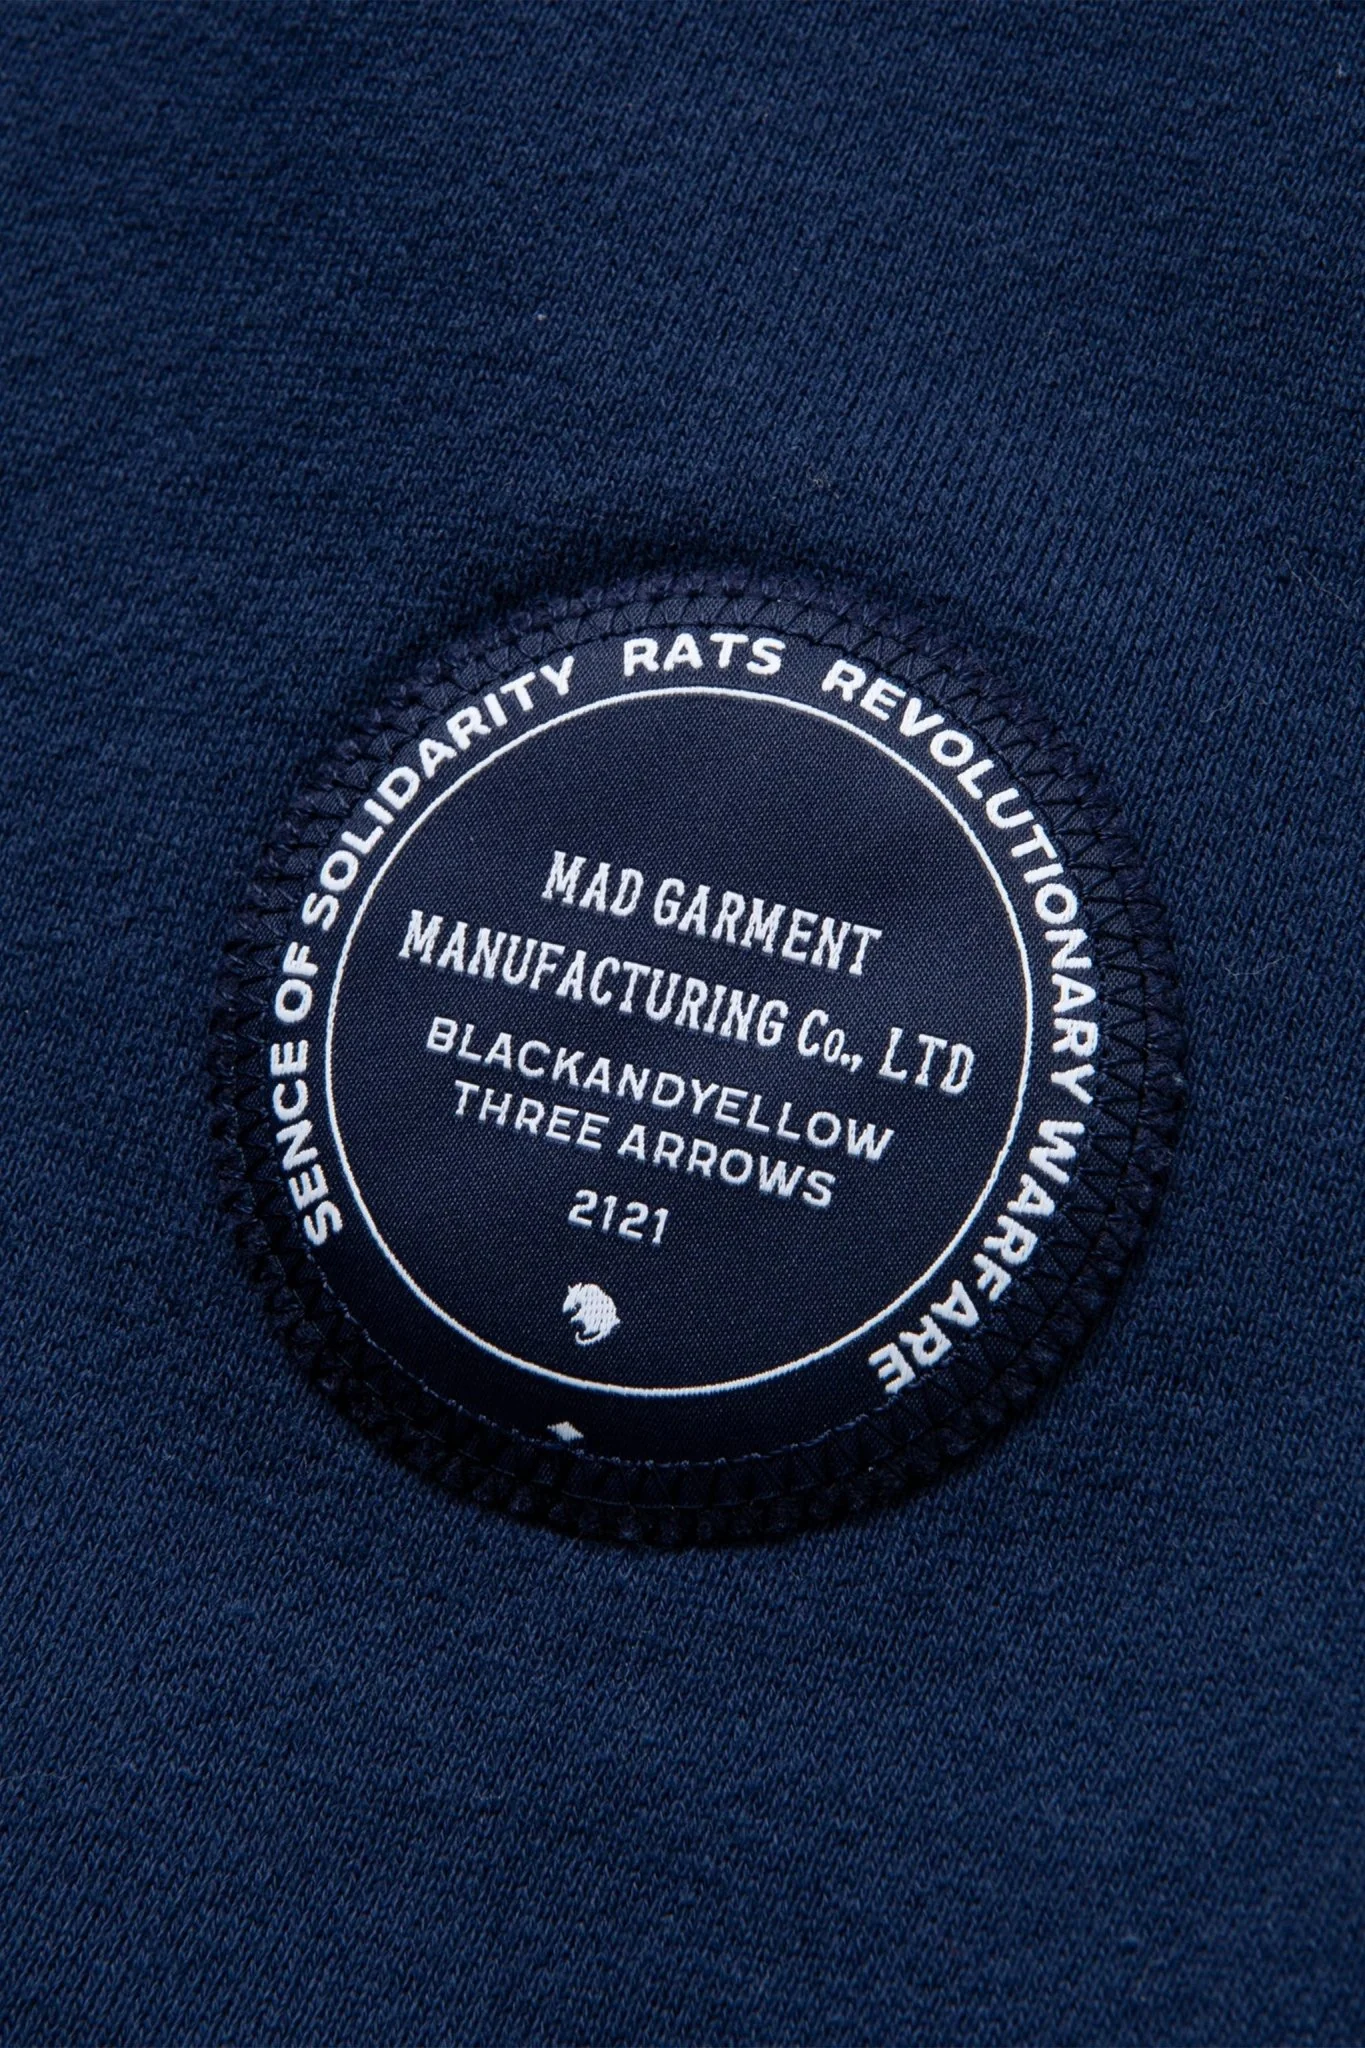 SENCE OF SOLIDARITY RATS REVOLUTIONARY WARFARE
MAD GARMENT
MANUFACTURING Co., LTD
BLACKANDYELLOW
THREE ARROWS
2121